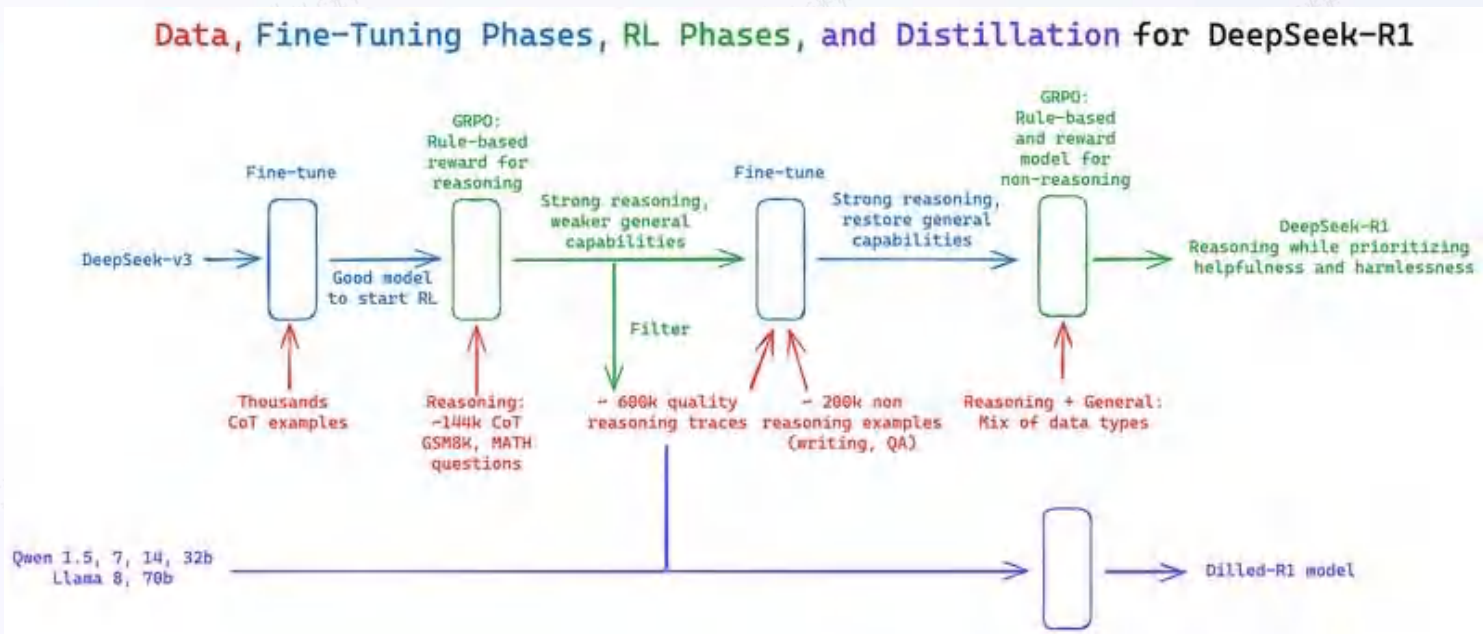 Data, Fine-Tuning Phases, RL Phases, and Distillation for DeepSeek-R1
DeepSeek-v3
Fine-tune
Good model
to start RL
Thousands
CoT examples
GRPO:
Rule-based
reward for
reasoning
Reasoning:
~144k CoT
GSM8K, MATH
questions
Strong reasoning,
weaker general
capabilities
Filter
~ 600k quality
reasoning traces
Fine-tune
~ 200k non
reasoning examples
(writing, QA)
Strong reasoning,
restore general
capabilities
GRPO:
Rule-based
and reward
model for
non-reasoning
Reasoning + General:
Mix of data types
DeepSeek-R1
Reasoning while prioritizing
helpfulness and harmlessness
Qwen 1.5, 7, 14, 32b
Llama 8, 70b
Dilled-R1 model